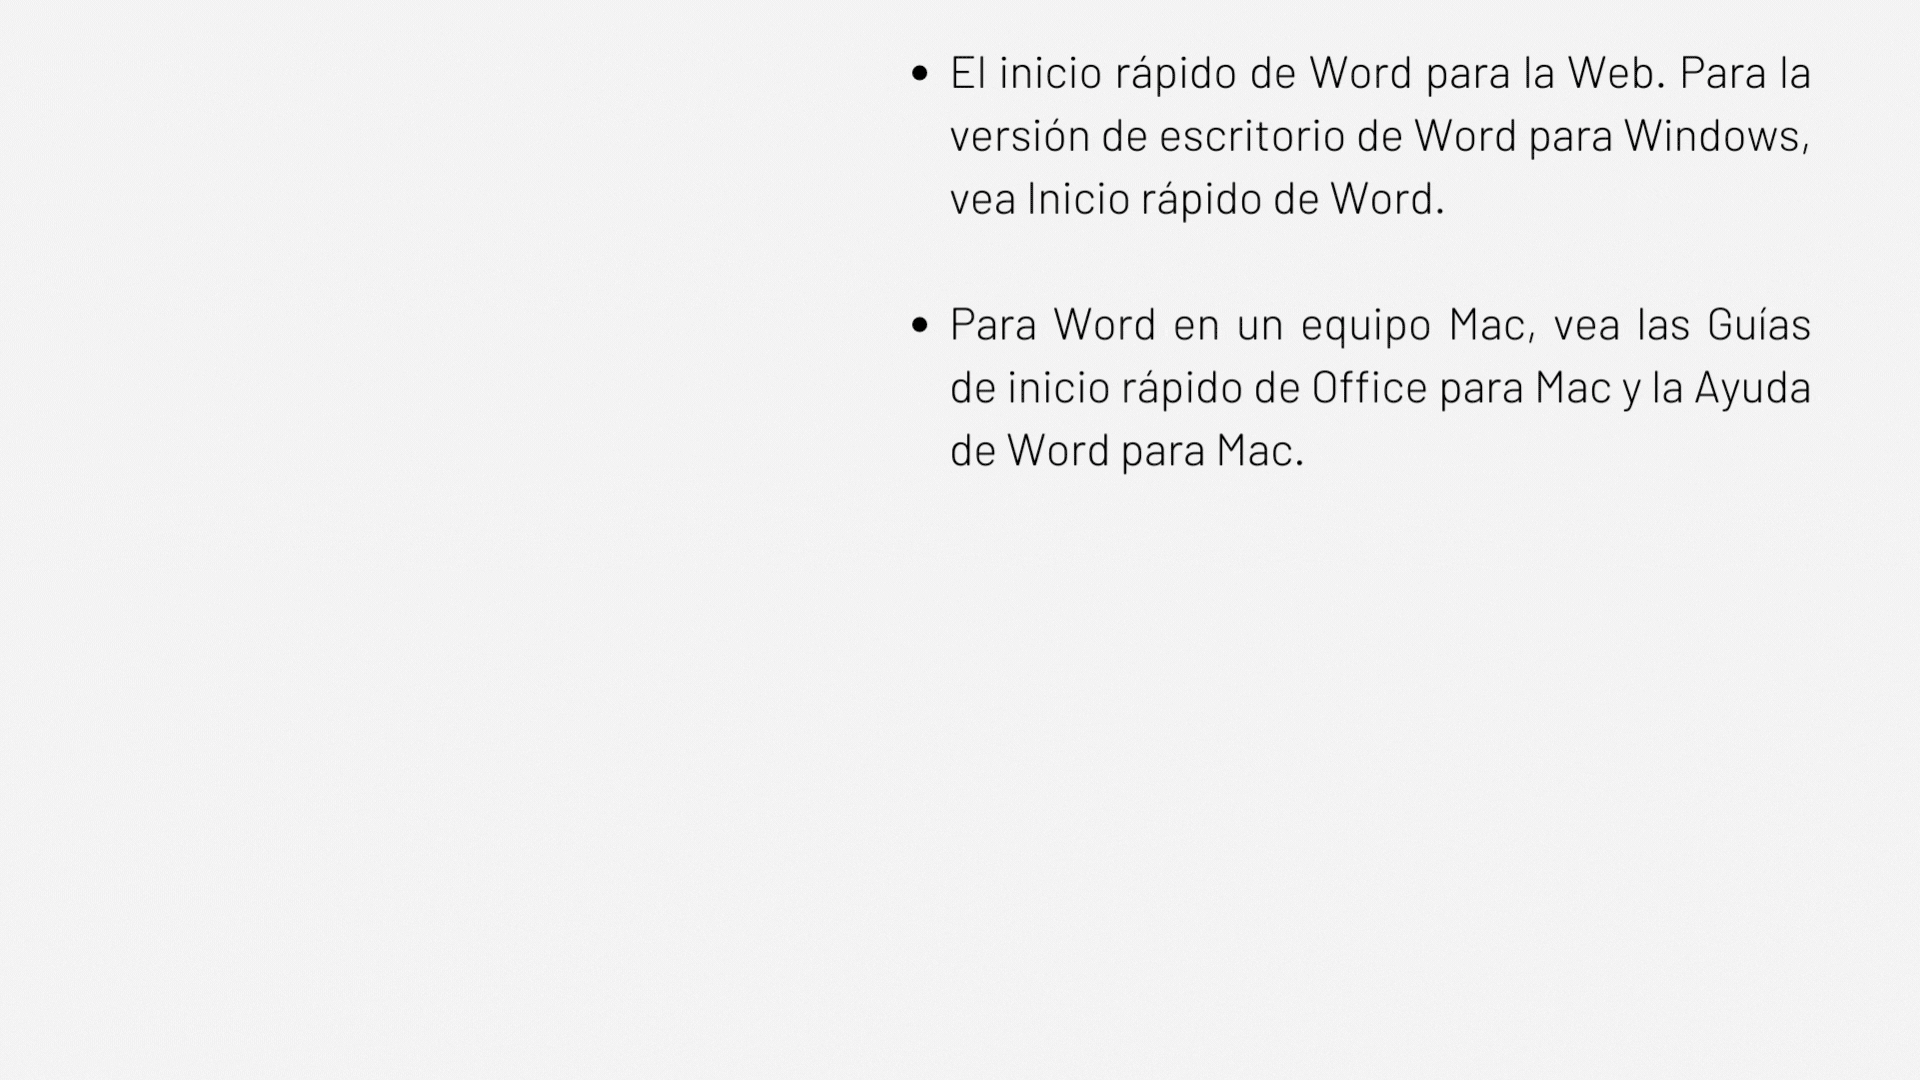 • El inicio rápido de Word para la Web. Para la
versión de escritorio de Word para Windows,
vea Inicio rápido de Word.
• Para Word en un equipo Mac, vea las Guías
de inicio rápido de Office para Mac y la Ayuda
de Word para Mac.